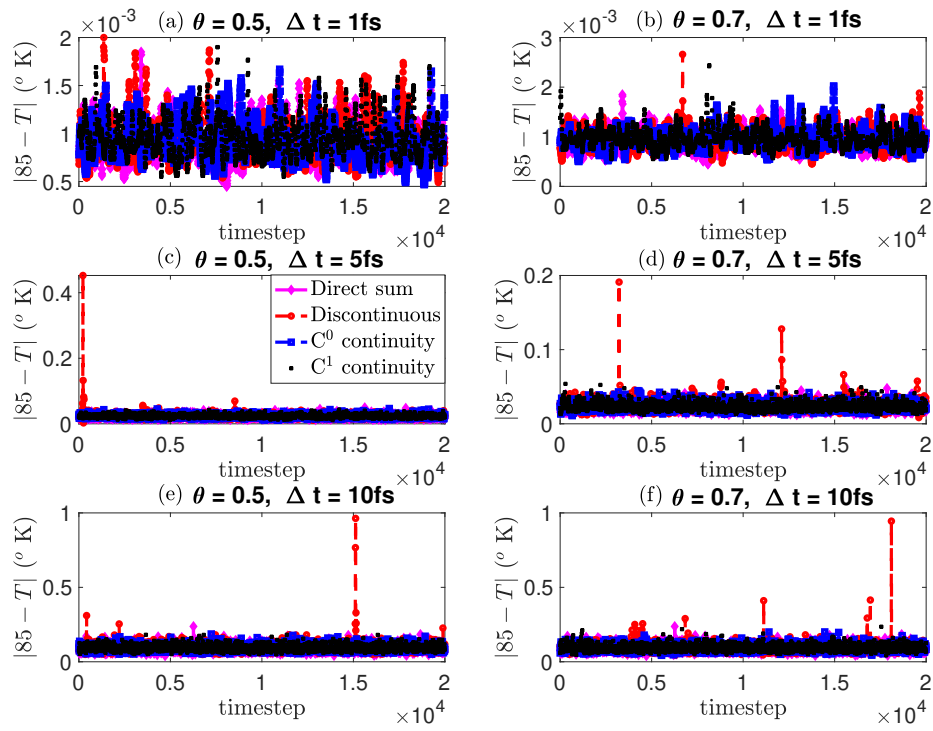 ×10⁻³ (a) θ = 0.5, Δ t = 1fs
2
1.5
1
0.5
|85 − T| (° K)
0 0.5 1 1.5 2
timestep
×10⁴
×10⁻³ (b) θ = 0.7, Δ t = 1fs
3
2
1
0
|85 − T| (° K)
0 0.5 1 1.5 2
timestep
×10⁴
(c) θ = 0.5, Δ t = 5fs
0.4
0.2
0
|85 − T| (° K)
Direct sum
Discontinuous
C⁰ continuity
C¹ continuity
0 0.5 1 1.5 2
timestep
×10⁴
(d) θ = 0.7, Δ t = 5fs
0.2
0.1
0
|85 − T| (° K)
0 0.5 1 1.5 2
timestep
×10⁴
(e) θ = 0.5, Δ t = 10fs
1
0.5
0
|85 − T| (° K)
0 0.5 1 1.5 2
timestep
×10⁴
(f) θ = 0.7, Δ t = 10fs
1
0.5
0
|85 − T| (° K)
0 0.5 1 1.5 2
timestep
×10⁴